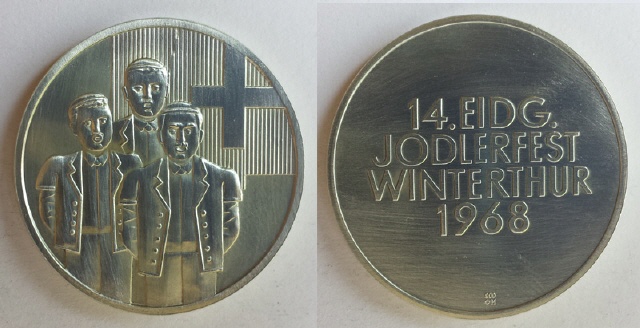 14. EIDG.
JODLERFEST
WINTERTHUR
1968